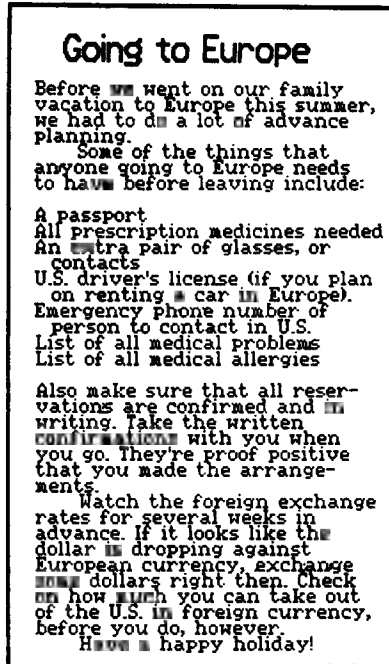 Going to Europe
Before we went on our family
vacation to Europe this summer,
we had to do a lot of advance
planning.
Some of the things that
anyone going to Europe needs
to have before leaving include:
A passport
All prescription medicines needed
An extra pair of glasses, or
contacts
U.S. driver's license (if you plan
on renting a car in Europe).
Emergency phone number of
person to contact in U.S.
List of all medical problems
List of all medical allergies
Also make sure that all reser-
vations are confirmed and in
writing. Take the written
confirmations with you when
you go. They're proof positive
that you made the arrange-
ments.
Watch the foreign exchange
rates for several weeks in
advance. If it looks like the
dollar is dropping against
European currency, exchange
some dollars right then. Check
on how much you can take out
of the U.S. in foreign currency,
before you do, however.
Have a happy holiday!